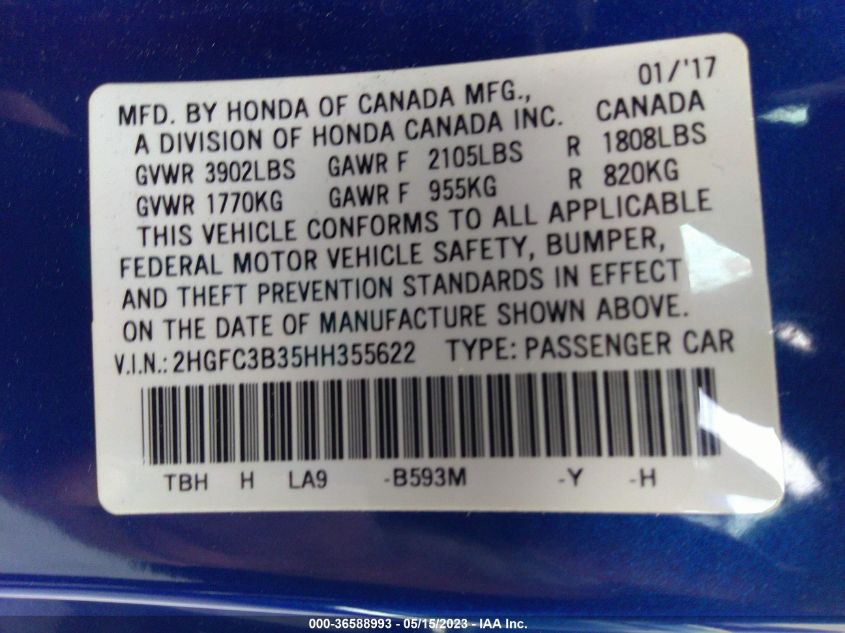 01/'17
MFD. BY HONDA OF CANADA MFG.,
A DIVISION OF HONDA CANADA INC. CANADA
GVWR 3902LBS GAWR F 2105LBS R 1808LBS
GVWR 1770KG GAWR F 955KG R 820KG
THIS VEHICLE CONFORMS TO ALL APPLICABLE
FEDERAL MOTOR VEHICLE SAFETY, BUMPER,
AND THEFT PREVENTION STANDARDS IN EFFECT
ON THE DATE OF MANUFACTURE SHOWN ABOVE.
V.I.N.: 2HGFC3B35HH355622 TYPE: PASSENGER CAR
TBH H LA9 -B593M -Y -H
000-36588993 - 05/15/2023 - IAA Inc.